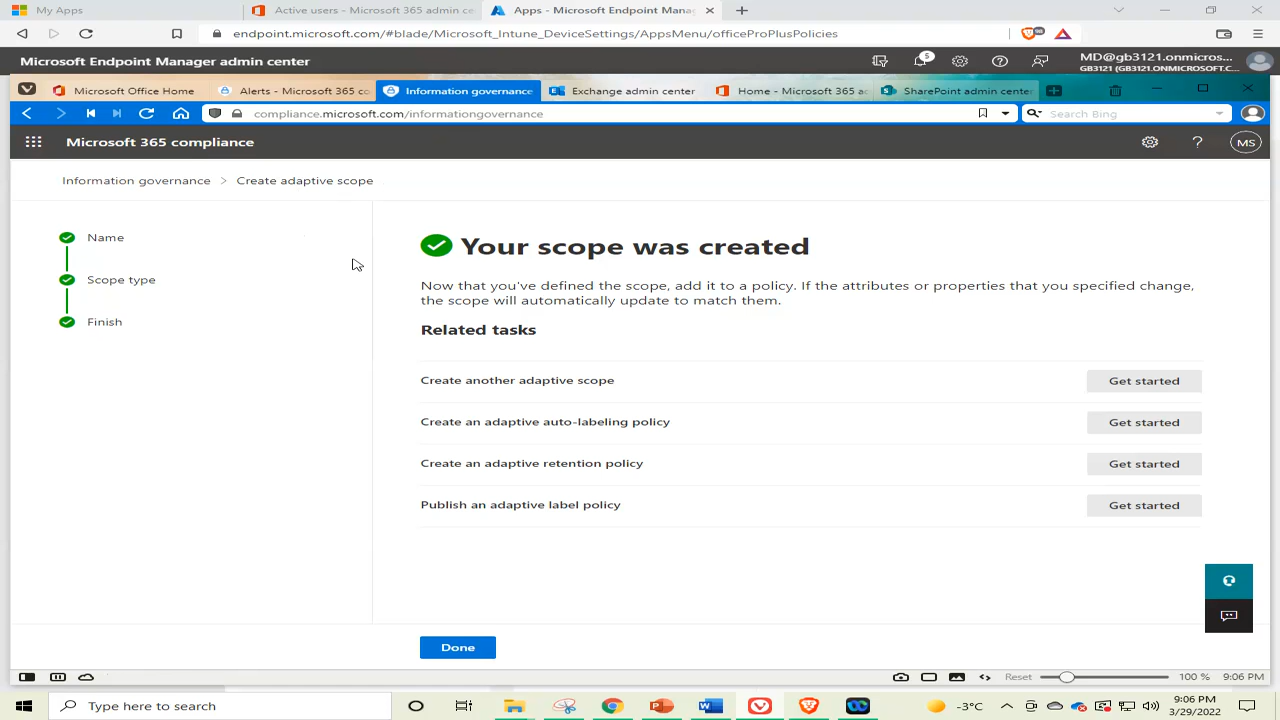 My Apps
Active users - Microsoft 365 admin ce
Apps - Microsoft Endpoint Mana
endpoint.microsoft.com/#blade/Microsoft_Intune_DeviceSettings/AppsMenu/officeProPlusPolicies
Microsoft Endpoint Manager admin center
5
MD@gb3121.onmicros...
GB3121 (GB3121.ONMICROSOFT.C...
Microsoft Office Home
Alerts - Microsoft 365 co
Information governance
Exchange admin center
Home - Microsoft 365 a
SharePoint admin center
compliance.microsoft.com/informationgovernance
Search Bing
Microsoft 365 compliance
?
MS
Information governance > Create adaptive scope
Name
Scope type
Finish
Your scope was created
Now that you've defined the scope, add it to a policy. If the attributes or properties that you specified change,
the scope will automatically update to match them.
Related tasks
Create another adaptive scope
Get started
Create an adaptive auto-labeling policy
Get started
Create an adaptive retention policy
Get started
Publish an adaptive label policy
Get started
Done
Reset
100 %
9:06 PM
Type here to search
-3°C
9:06 PM
3/29/2022